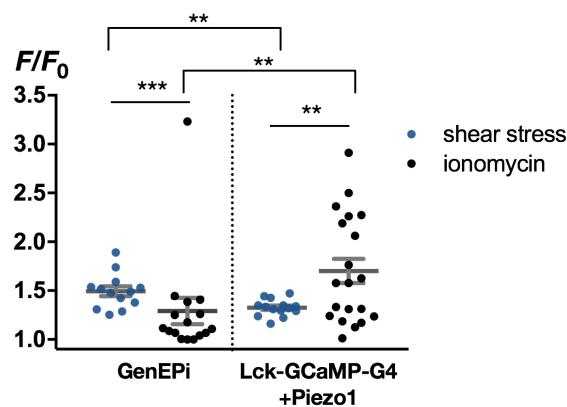 **
F/F0
**
***
**
3.5
3.0
2.5
2.0
1.5
1.0
shear stress
ionomycin
GenEPi
Lck-GCaMP-G4
+Piezo1